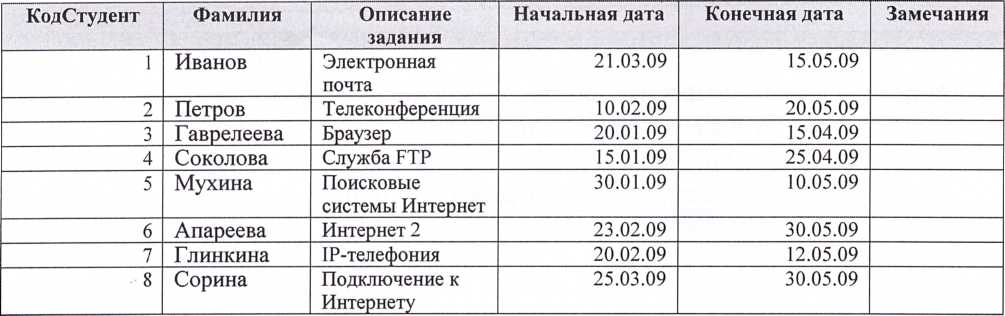 КодСтудент Фамилия Описание задания Начальная дата Конечная дата Замечания
1 Иванов Электронная почта 21.03.09 15.05.09
2 Петров Телеконференция 10.02.09 20.05.09
3 Гаврелеева Браузер 20.01.09 15.04.09
4 Соколова Служба FTP 15.01.09 25.04.09
5 Мухина Поисковые системы Интернет 30.01.09 10.05.09
6 Апареева Интернет 2 23.02.09 30.05.09
7 Глинкина IP-телефония 20.02.09 12.05.09
8 Сорина Подключение к Интернету 25.03.09 30.05.09